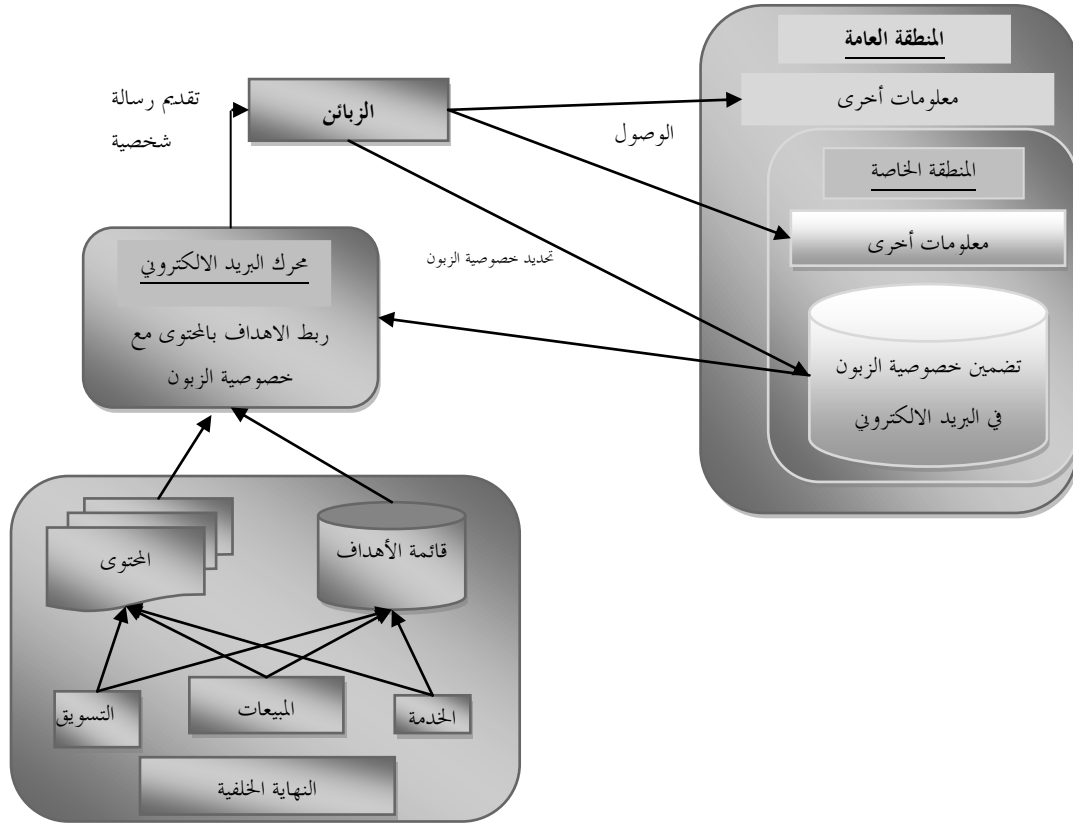 المنطقة العامة
معلومات أخرى
المنطقة الخاصة
معلومات أخرى
تضمين خصوصية الزبون
في البريد الالكتروني
الوصول
الزبائن
تقديم رسالة
شخصية
تحديد خصوصية الزبون
محرك البريد الالكتروني
ربط الاهداف بالمحتوى مع
خصوصية الزبون
قائمة الأهداف
المحتوى
الخدمة
المبيعات
التسويق
النهاية الخلفية